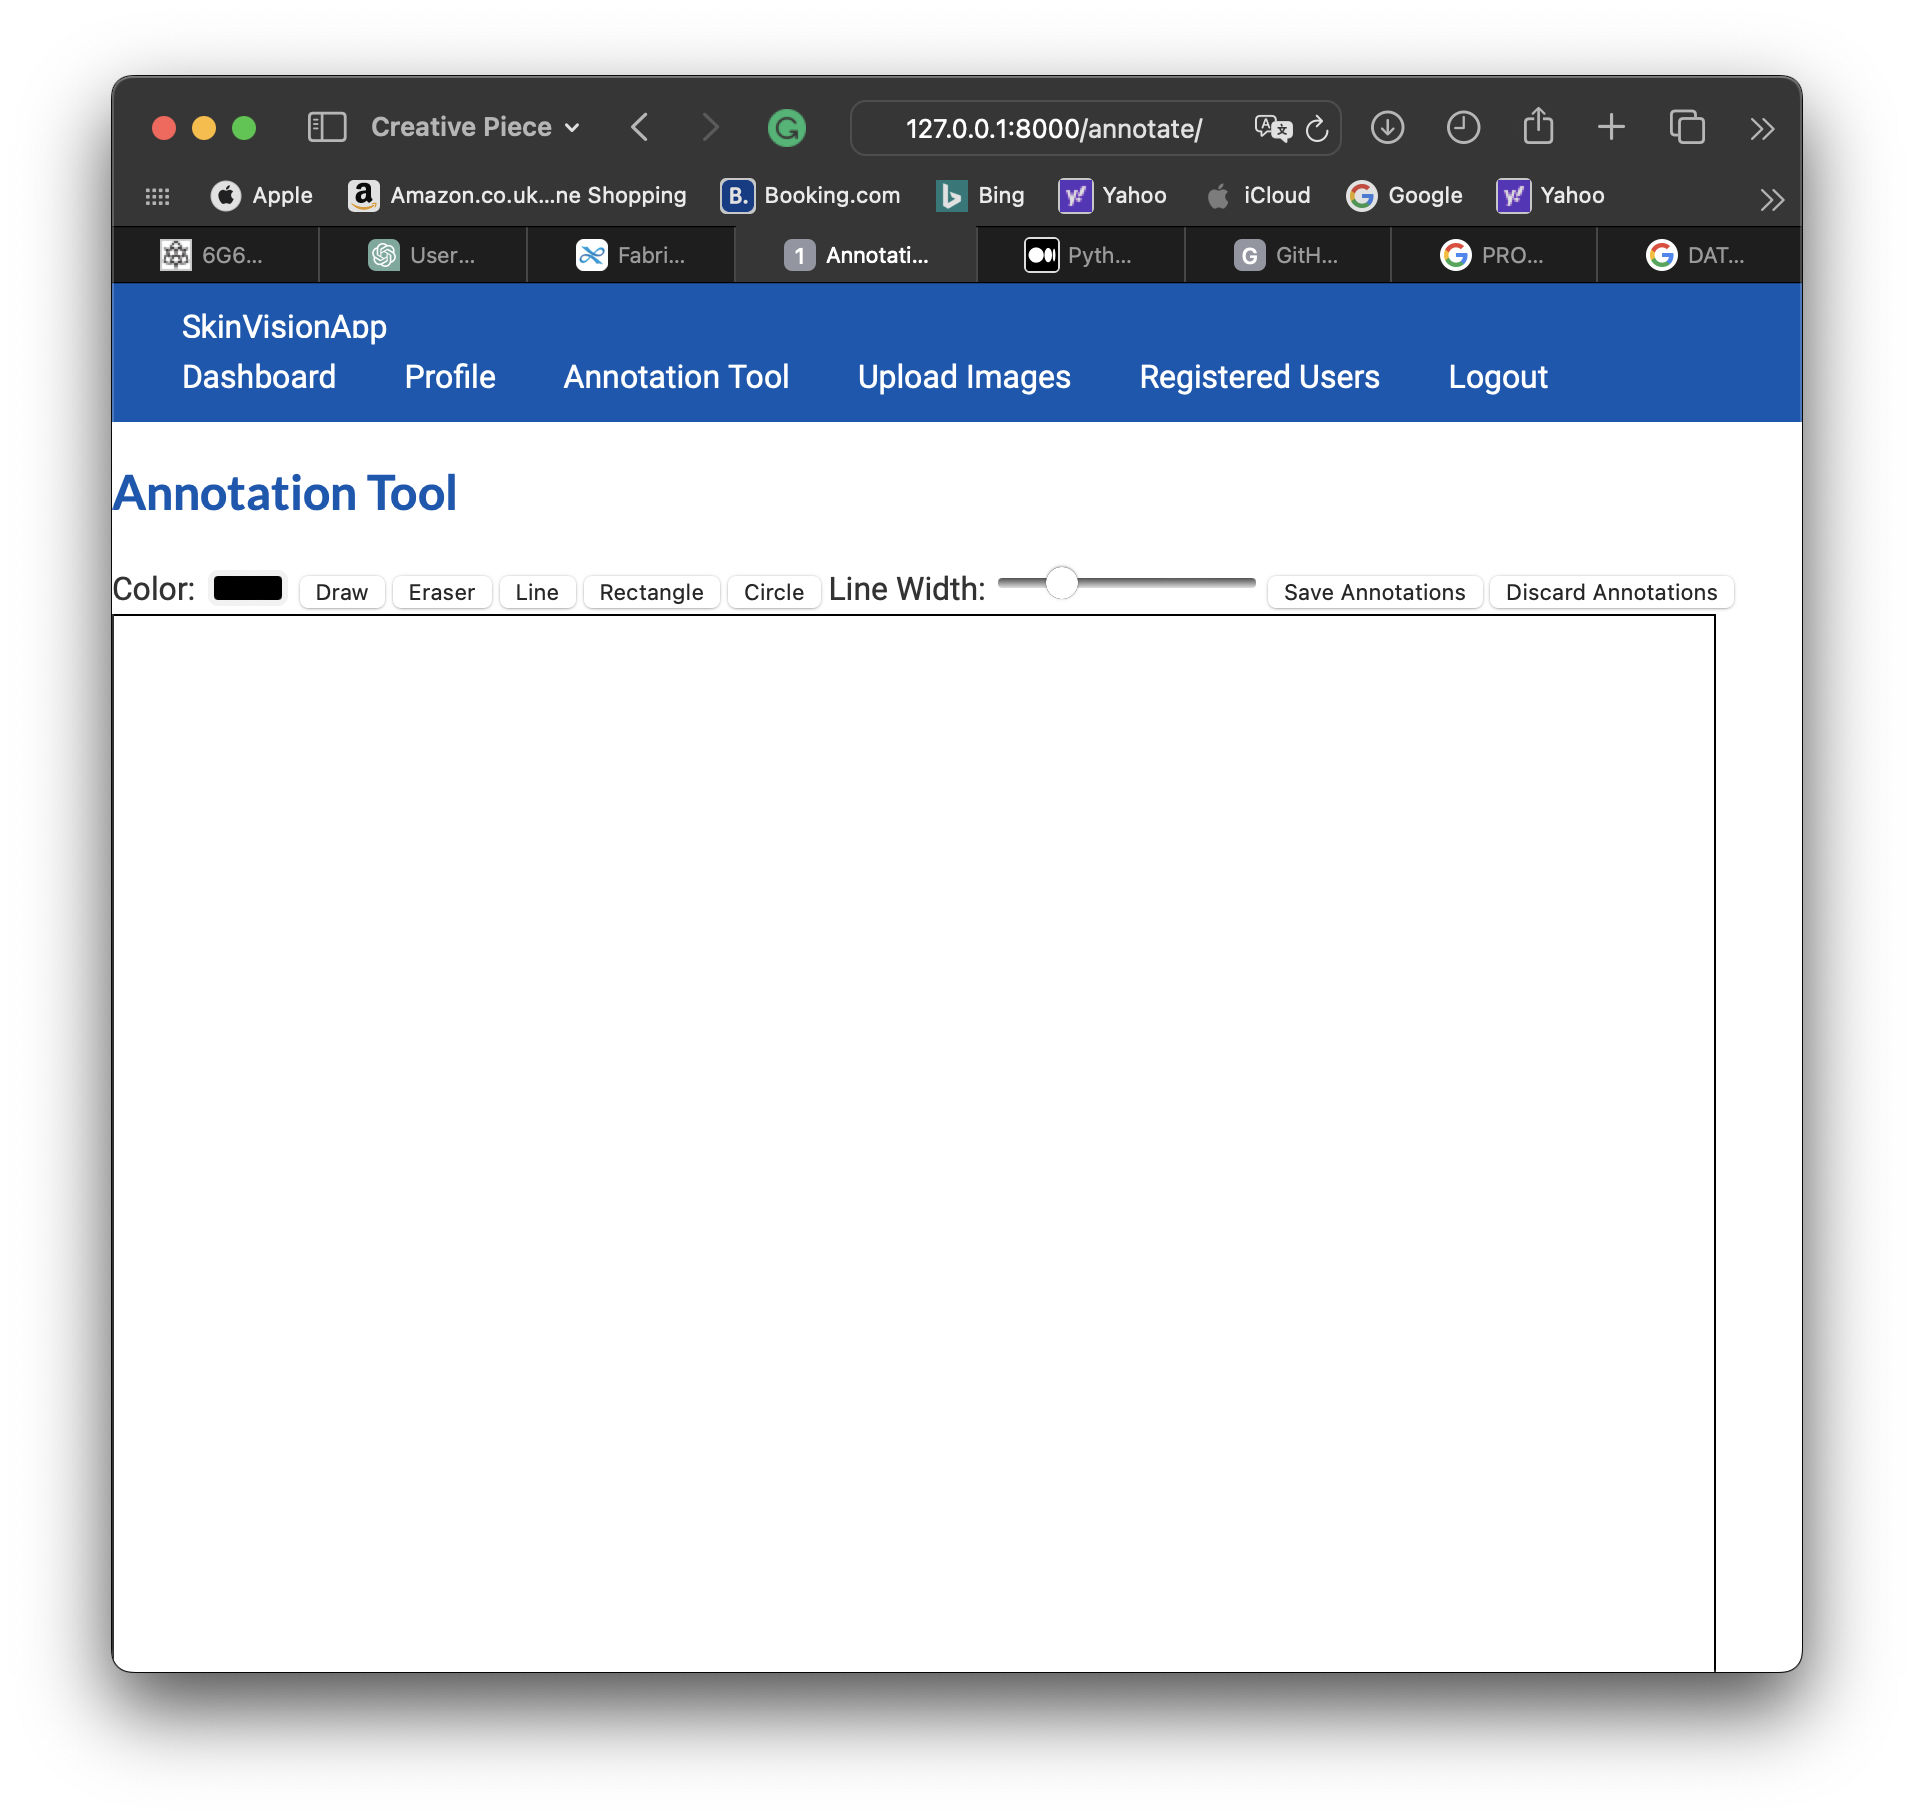 Creative Piece
127.0.0.1:8000/annotate/
Apple
Amazon.co.uk...ne Shopping
Booking.com
Bing
Yahoo
iCloud
Google
Yahoo
6G6...
User...
Fabri...
1 Annotati...
Pyth...
G GitH...
PRO...
DAT...
SkinVisionApp
Dashboard Profile Annotation Tool Upload Images Registered Users Logout
Annotation Tool
Color: Draw Eraser Line Rectangle Circle Line Width: Save Annotations Discard Annotations